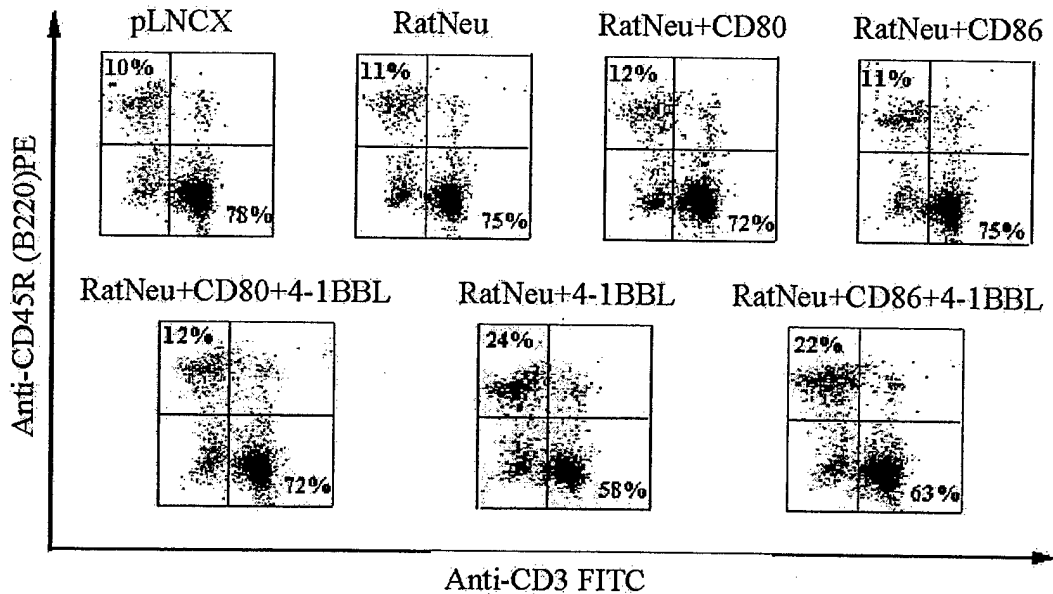 pLNCX RatNeu RatNeu+CD80 RatNeu+CD86
10% 11% 12% 11%
78% 75% 72% 75%
RatNeu+CD80+4-1BBL RatNeu+4-1BBL RatNeu+CD86+4-1BBL
12% 24% 22%
72% 58% 63%
Anti-CD45R (B220)PE
Anti-CD3 FITC